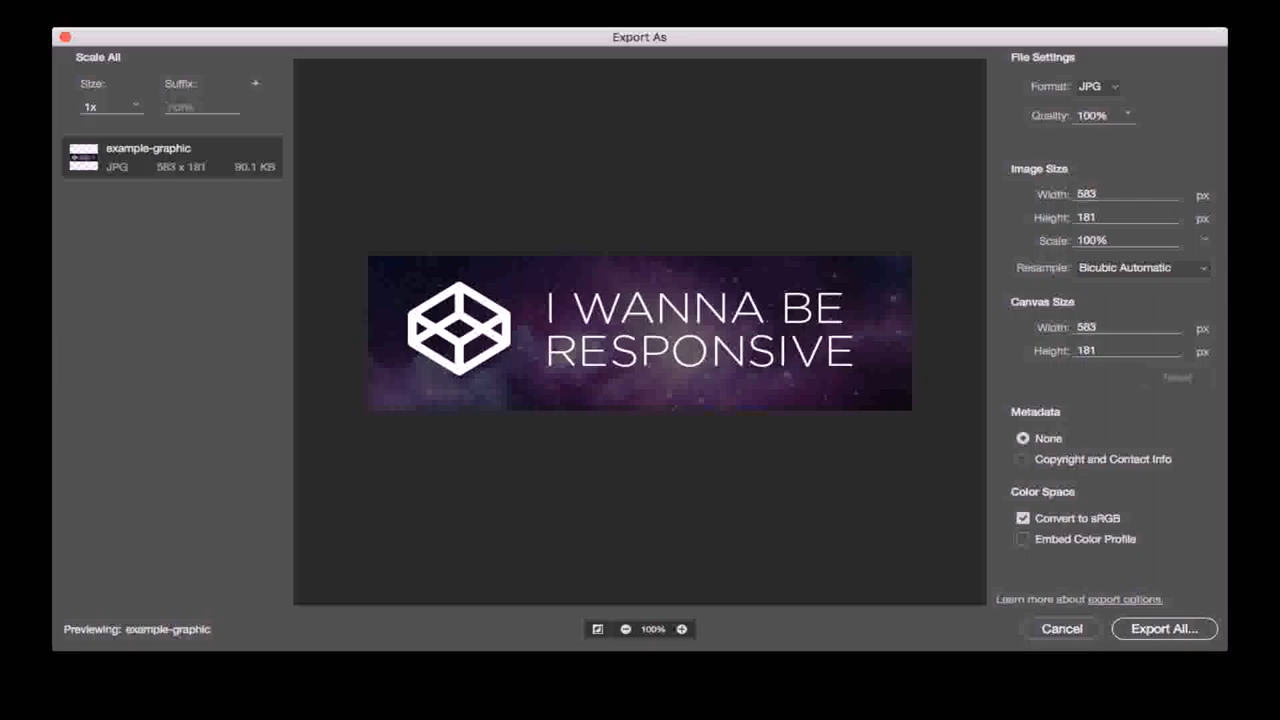 Export As
Scale All
Size:
Suffix:
+
1x
none
example-graphic
JPG 583 x 181 90.1 KB
I WANNA BE
RESPONSIVE
File Settings
Format: JPG
Quality: 100%
Image Size
Width: 583 px
Height: 181 px
Scale: 100%
Resample: Bicubic Automatic
Canvas Size
Width: 583 px
Height: 181 px
Reset
Metadata
None
Copyright and Contact Info
Color Space
Convert to sRGB
Embed Color Profile
Learn more about export options.
Previewing: example-graphic
100%
Cancel
Export All...